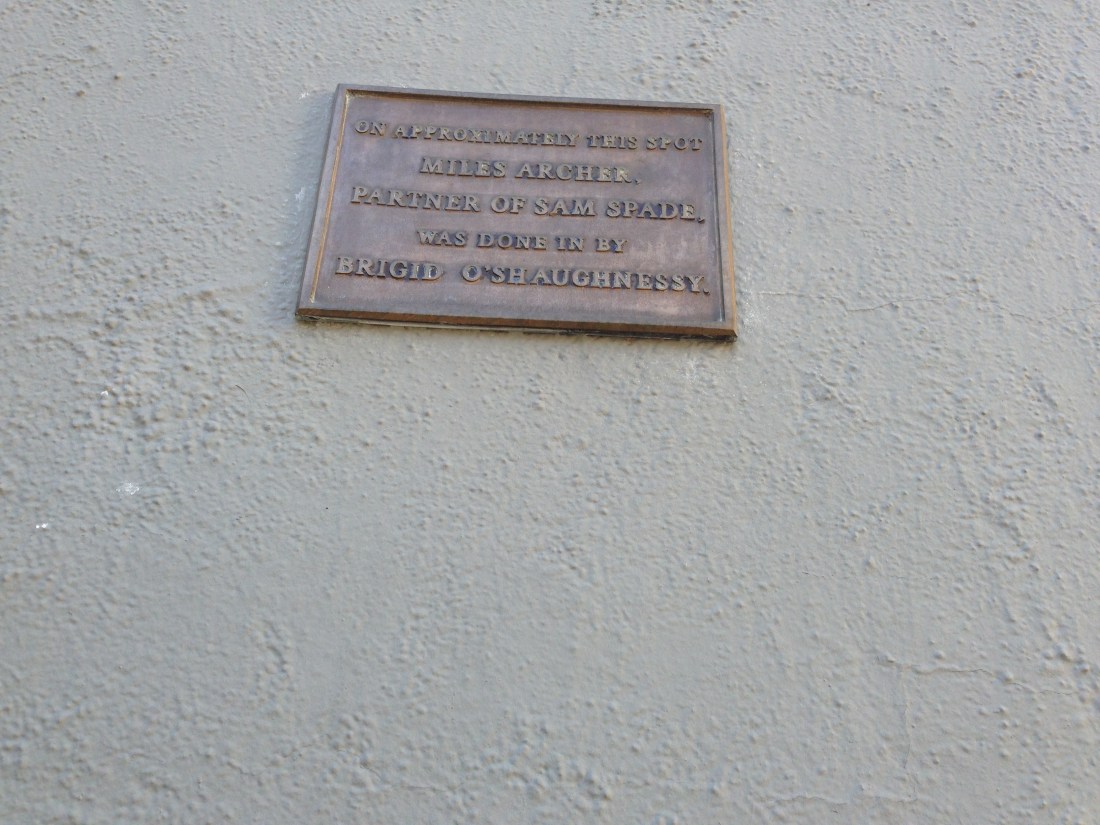 ON APPROXIMATELY THIS SPOT
MILES ARCHER,
PARTNER OF SAM SPADE,
WAS DONE IN BY
BRIGID O'SHAUGHNESSY.